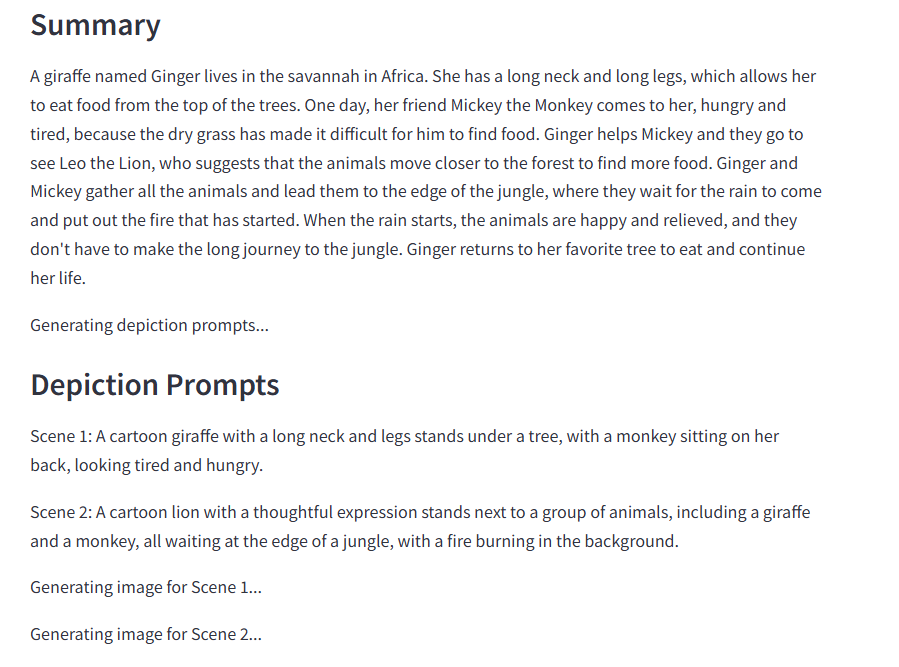 Summary
A giraffe named Ginger lives in the savannah in Africa. She has a long neck and long legs, which allows her
to eat food from the top of the trees. One day, her friend Mickey the Monkey comes to her, hungry and
tired, because the dry grass has made it difficult for him to find food. Ginger helps Mickey and they go to
see Leo the Lion, who suggests that the animals move closer to the forest to find more food. Ginger and
Mickey gather all the animals and lead them to the edge of the jungle, where they wait for the rain to come
and put out the fire that has started. When the rain starts, the animals are happy and relieved, and they
don't have to make the long journey to the jungle. Ginger returns to her favorite tree to eat and continue
her life.
Generating depiction prompts...
Depiction Prompts
Scene 1: A cartoon giraffe with a long neck and legs stands under a tree, with a monkey sitting on her
back, looking tired and hungry.
Scene 2: A cartoon lion with a thoughtful expression stands next to a group of animals, including a giraffe
and a monkey, all waiting at the edge of a jungle, with a fire burning in the background.
Generating image for Scene 1...
Generating image for Scene 2...